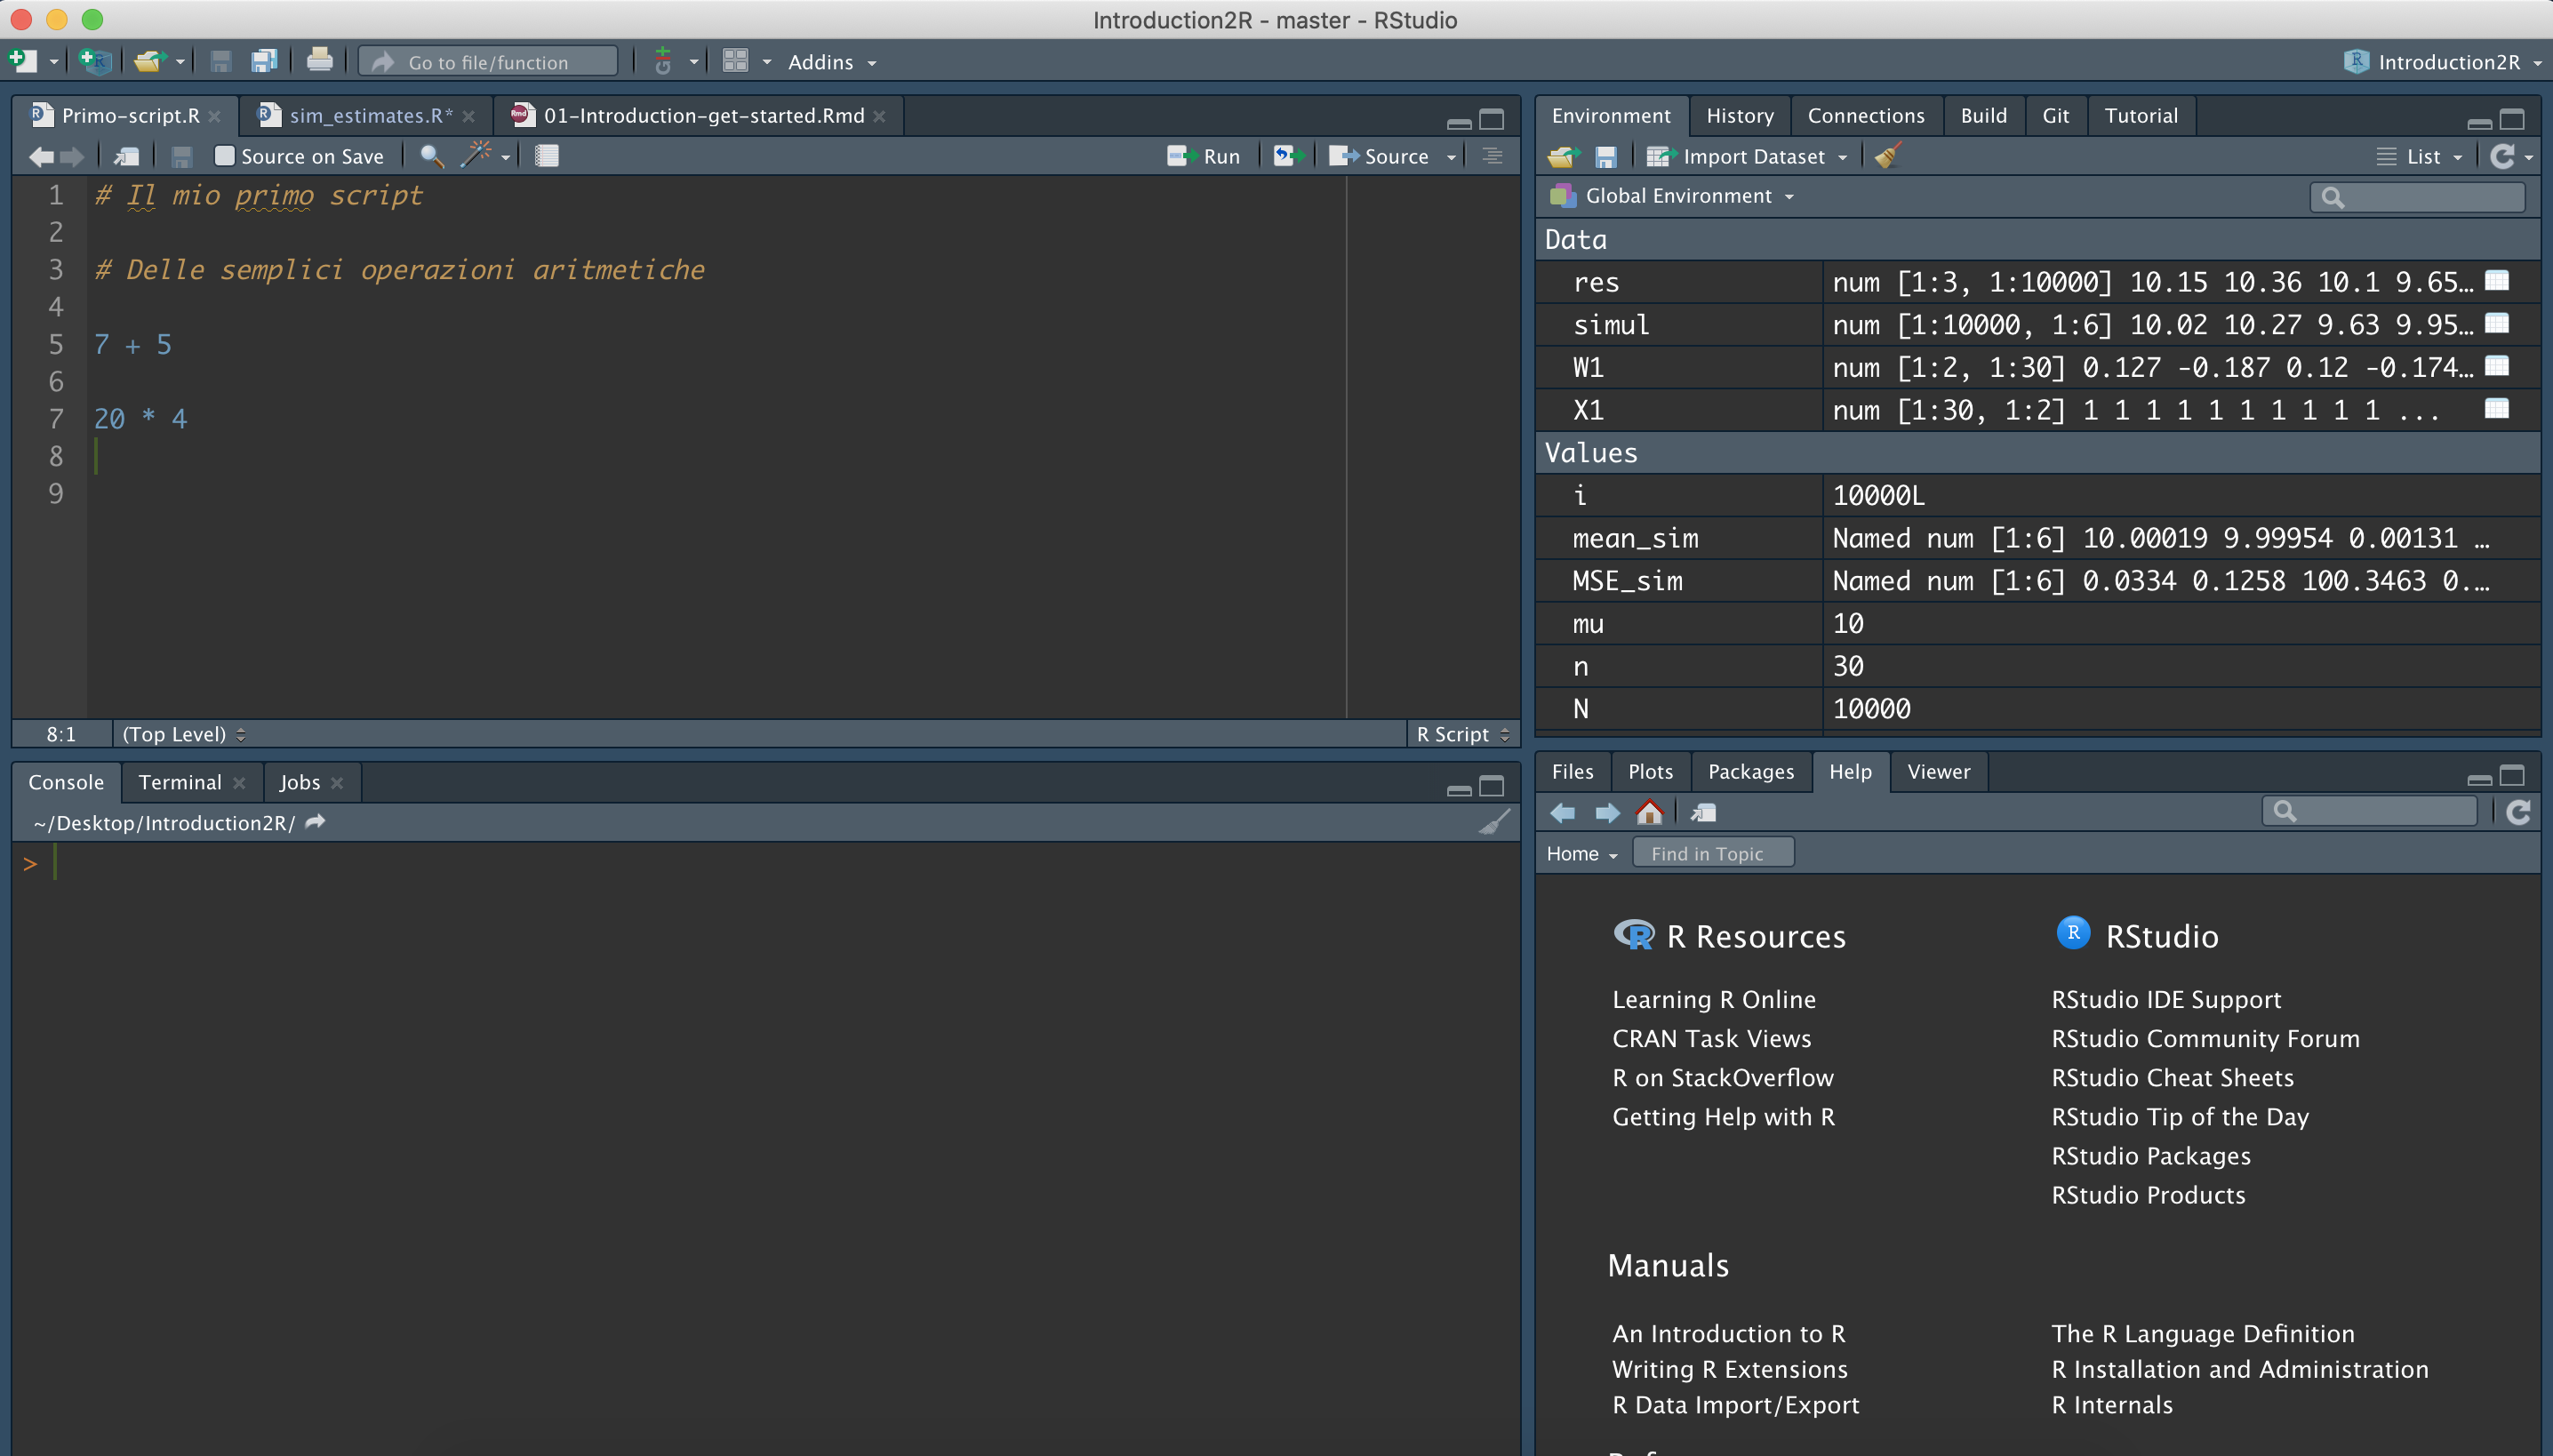 Introduction2R - master - RStudio
Go to file/function
Addins
Introduction2R
Primo-script.R
sim_estimates.R*
01-Introduction-get-started.Rmd
Source on Save
Run
Source
1 # Il mio primo script
2
3 # Delle semplici operazioni aritmetiche
4
5 7 + 5
6
7 20 * 4
8
9
8:1 (Top Level) R Script
Console Terminal Jobs
~/Desktop/Introduction2R/
>
Environment History Connections Build Git Tutorial
Import Dataset List
Global Environment
Data
res num [1:3, 1:10000] 10.15 10.36 10.1 9.65…
simul num [1:10000, 1:6] 10.02 10.27 9.63 9.95…
W1 num [1:2, 1:30] 0.127 -0.187 0.12 -0.174…
X1 num [1:30, 1:2] 1 1 1 1 1 1 1 1 1 1 ...
Values
i 10000L
mean_sim Named num [1:6] 10.00019 9.99954 0.00131 …
MSE_sim Named num [1:6] 0.0334 0.1258 100.3463 0.…
mu 10
n 30
N 10000
Files Plots Packages Help Viewer
Home Find in Topic
R Resources
Learning R Online
CRAN Task Views
R on StackOverflow
Getting Help with R
RStudio
RStudio IDE Support
RStudio Community Forum
RStudio Cheat Sheets
RStudio Tip of the Day
RStudio Packages
RStudio Products
Manuals
An Introduction to R
Writing R Extensions
R Data Import/Export
The R Language Definition
R Installation and Administration
R Internals